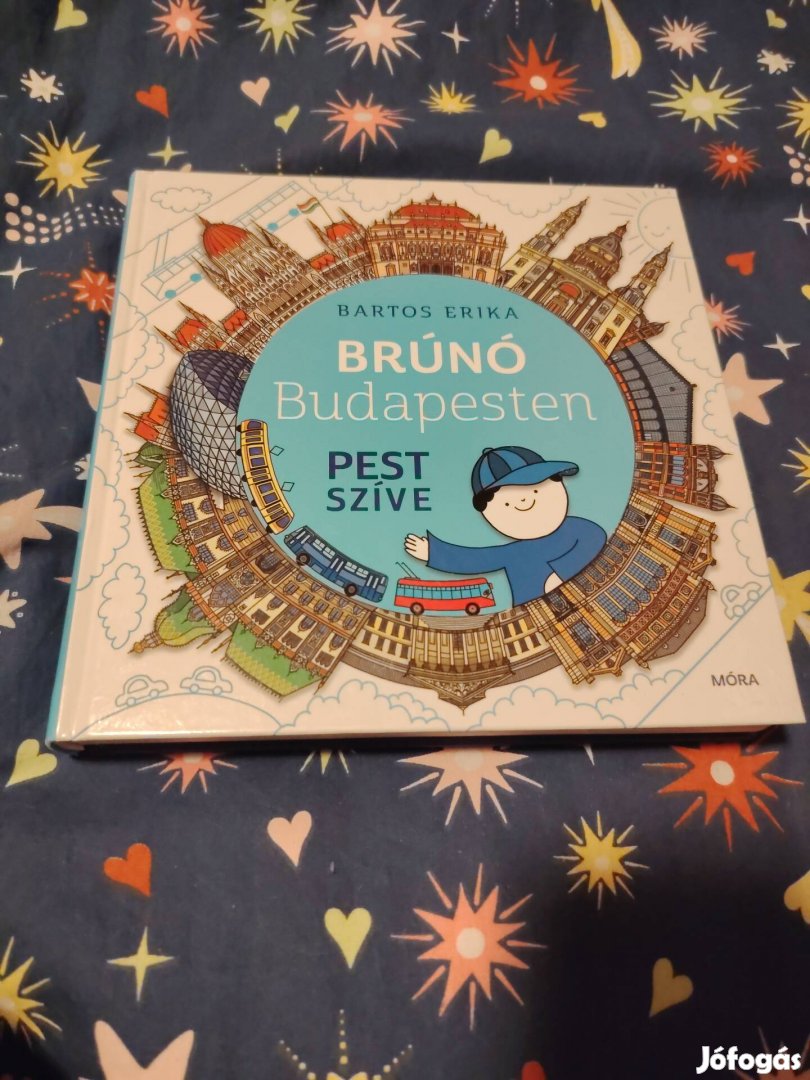 BARTOS ERIKA
BRÚNÓ
Budapesten
PEST
SZÍVE
MÓRA
Jófogás